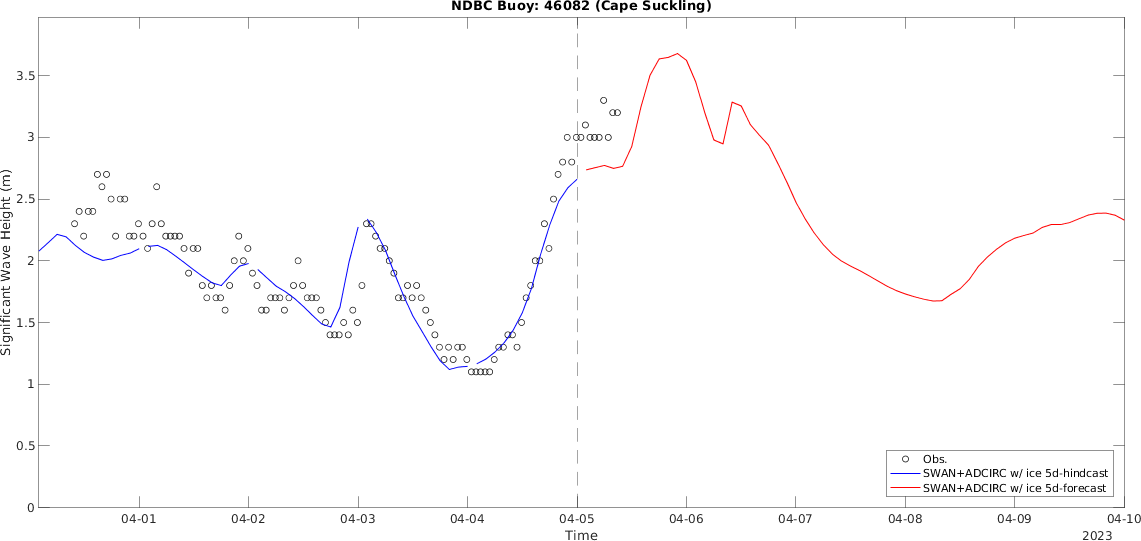 NDBC Buoy: 46082 (Cape Suckling)
Significant Wave Height (m)
3.5
3
2.5
2
1.5
1
0.5
0
04-01 04-02 04-03 04-04 04-05 04-06 04-07 04-08 04-09 04-10
Time
2023
Obs.
SWAN+ADCIRC w/ ice 5d-hindcast
SWAN+ADCIRC w/ ice 5d-forecast